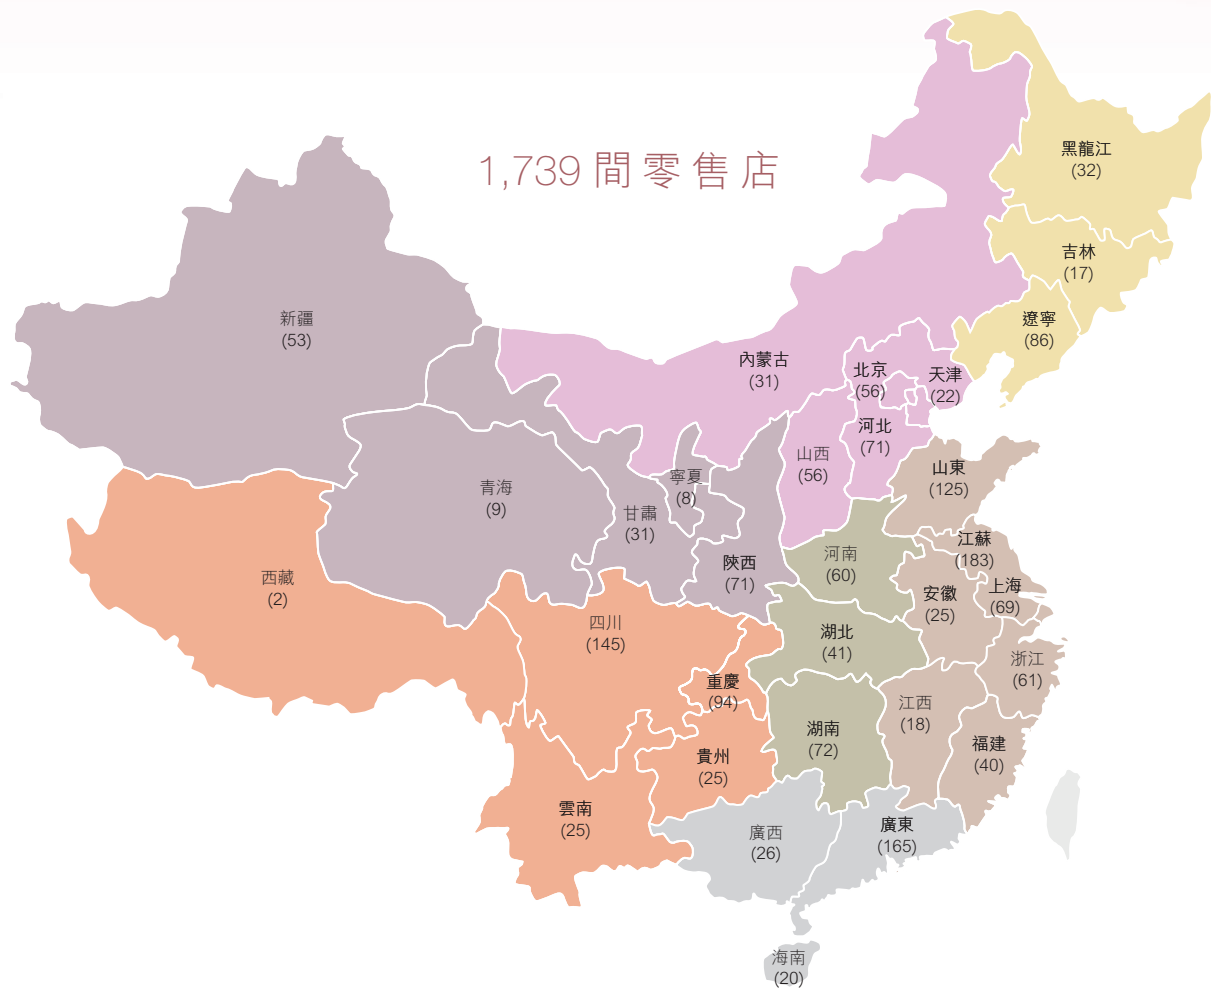 1,739 間零售店
黑龍江
(32)
吉林
(17)
遼寧
(86)
新疆
(53)
內蒙古
(31)
北京
(56)
天津
(22)
河北
(71)
山西
(56)
山東
(125)
寧夏
(8)
青海
(9)
甘肅
(31)
陝西
(71)
河南
(60)
江蘇
(183)
安徽
(25)
上海
(69)
西藏
(2)
四川
(145)
湖北
(41)
浙江
(61)
重慶
(94)
江西
(18)
湖南
(72)
福建
(40)
貴州
(25)
雲南
(25)
廣西
(26)
廣東
(165)
海南
(20)